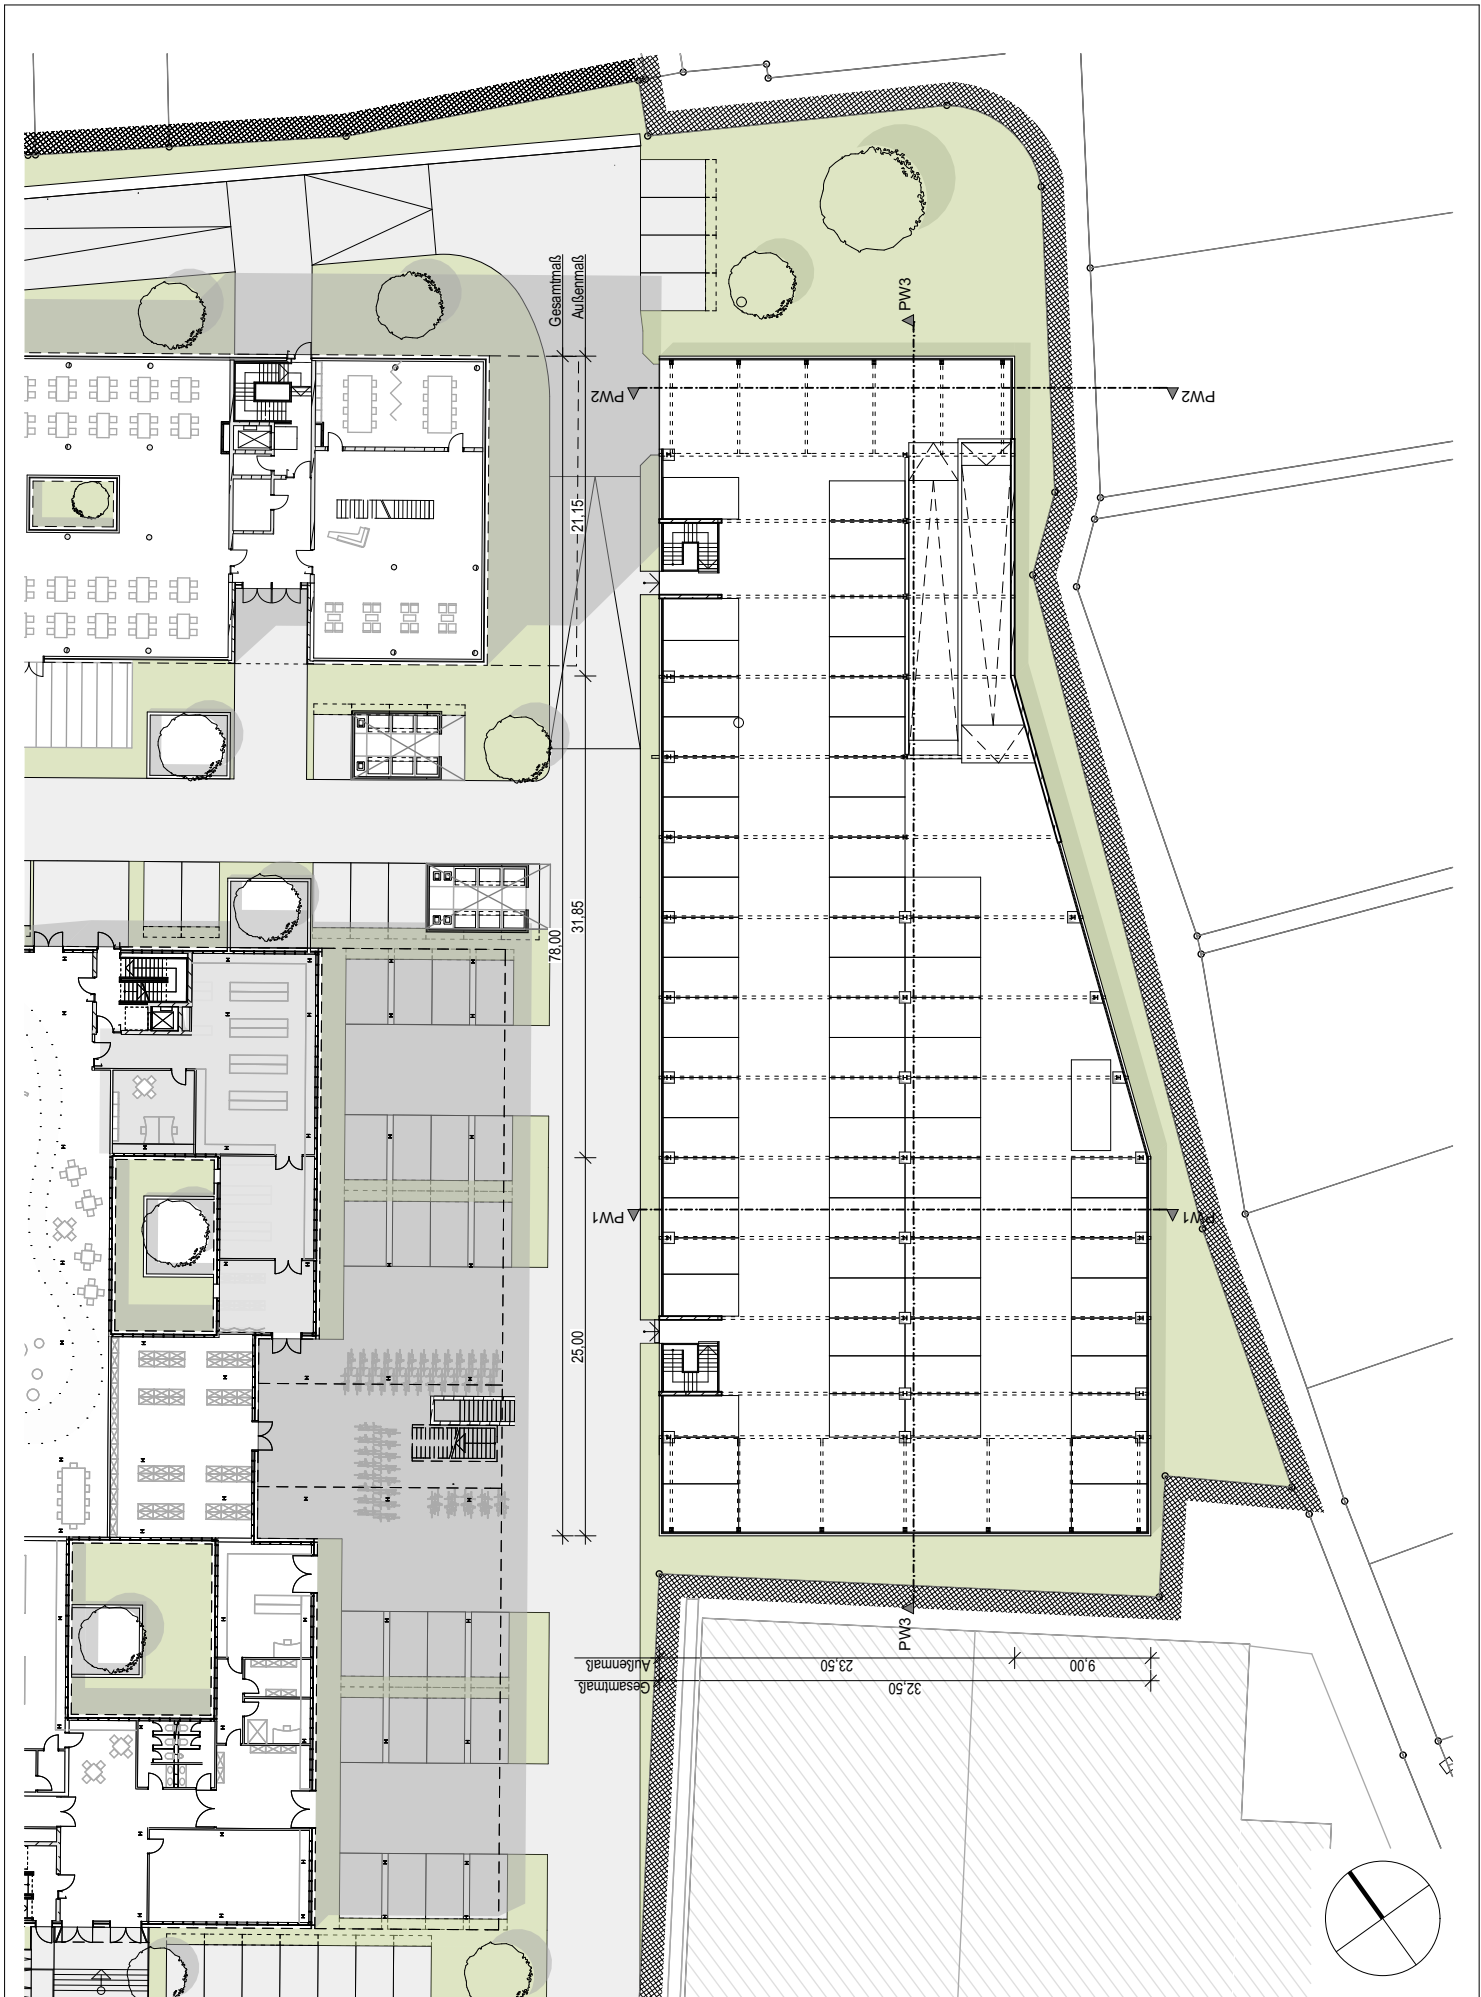 Gesamtmaß
Außenmaß
PW3
PW2
PW2
21,15
31,85
78,00
PW1
PW1
25,00
PW3
Außenmaß
23,50
9,00
Gesamtmaß
32,50